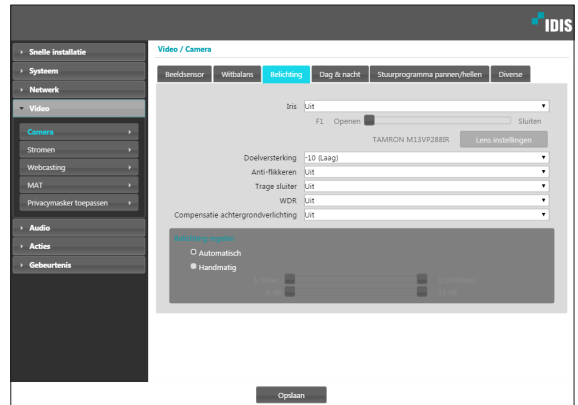 IDIS
Snelle installatie
Systeem
Netwerk
Video
Camera
Stromen
Webcasting
MAT
Privacymasker toepassen
Audio
Acties
Gebeurtenis
Video / Camera
Beeldsensor Witbalans Belichting Dag & nacht Stuurprogramma pannen/hellen Diverse
Iris Uit
F1 Openen Sluiten
TAMRON M13VP288IR Lens instellingen
Doelversterking -10 (Laag)
Anti-flikkeren Uit
Trage sluiter Uit
WDR Uit
Compensatie achtergrondverlichting Uit
Automatisch
Handmatig
Opslaan